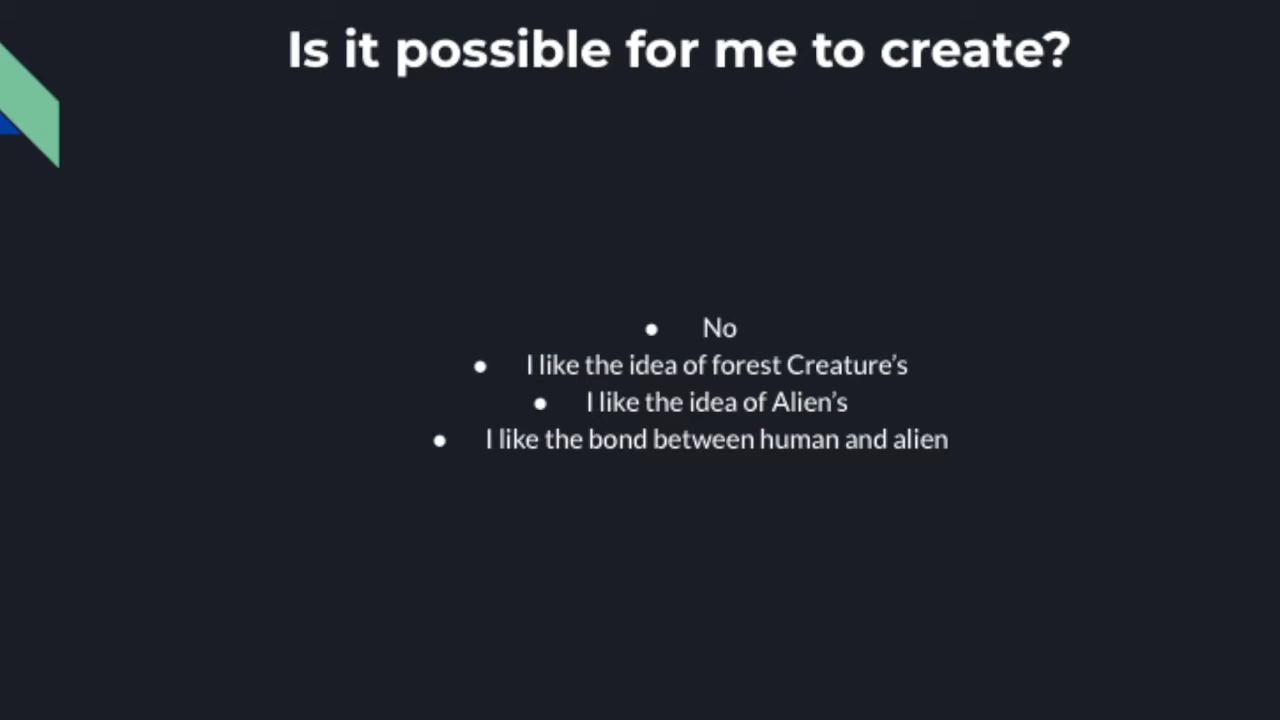 Is it possible for me to create?
● No
● I like the idea of forest Creature’s
● I like the idea of Alien’s
● I like the bond between human and alien